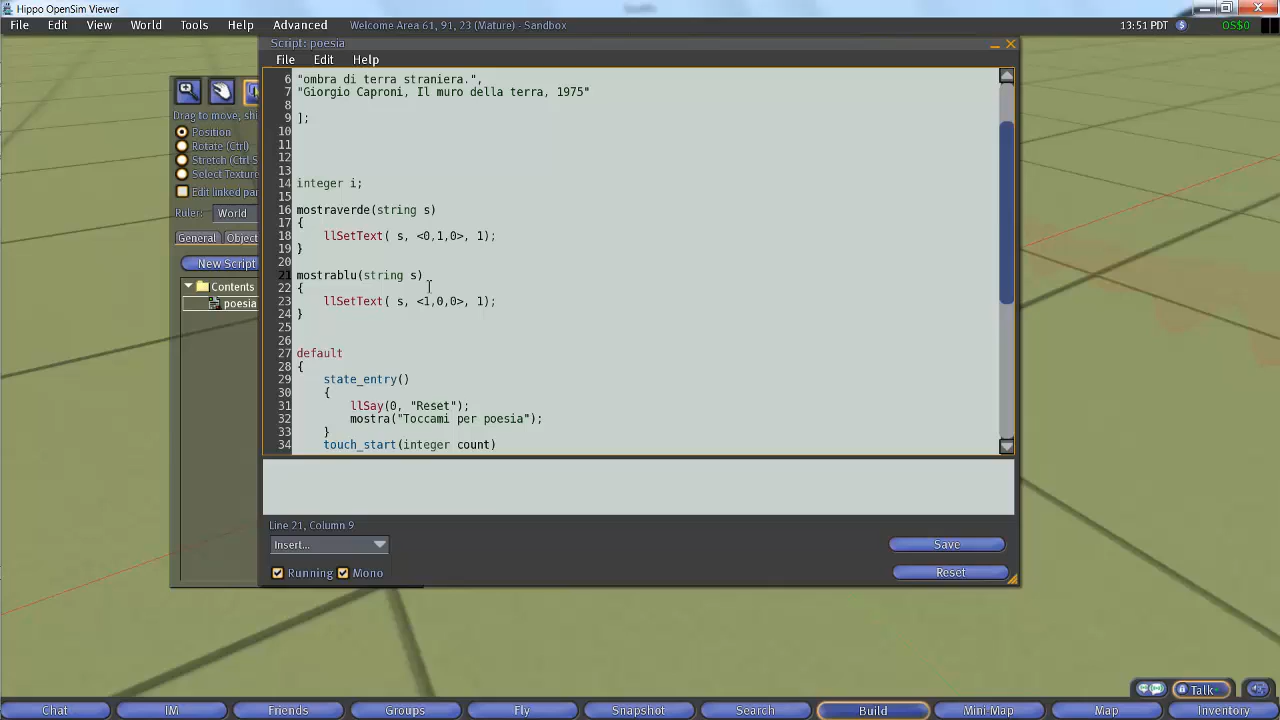 Hippo OpenSim Viewer
File Edit View World Tools Help Advanced Welcome Area 61, 91, 23 (Mature) - Sandbox 13:51 PDT $ OS$0
Script: poesia
File Edit Help
Drag to move, shi
Position
Rotate (Ctrl)
Stretch (Ctrl S
Select Texture
Edit linked par
Ruler: World
General Object
New Script
Contents
poesia
6 "ombra di terra straniera.",
7 "Giorgio Caproni, Il muro della terra, 1975"
8
9 ];
10
11
12
13
14 integer i;
15
16 mostraverde(string s)
17 {
18 llSetText( s, <0,1,0>, 1);
19 }
20
21 mostrablu(string s)
22 {
23 llSetText( s, <1,0,0>, 1);
24 }
25
26
27 default
28 {
29 state_entry()
30 {
31 llSay(0, "Reset");
32 mostra("Toccami per poesia");
33 }
34 touch_start(integer count)
Line 21, Column 9
Insert...
Save
Running Mono
Reset
Talk
Chat IM Friends Groups Fly Snapshot Search Build Mini-Map Map Inventory